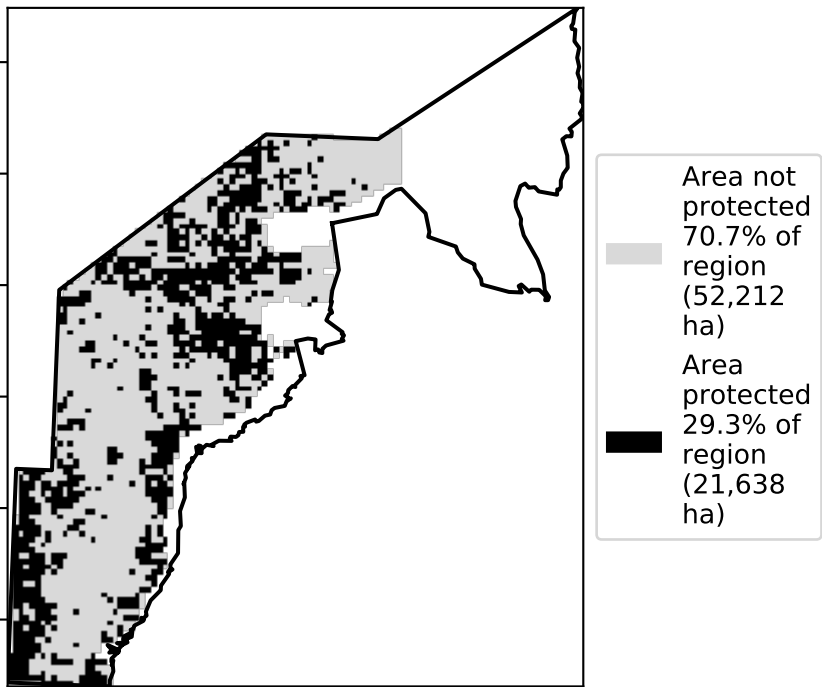 Area not
protected
70.7% of
region
(52,212
ha)
Area
protected
29.3% of
region
(21,638
ha)